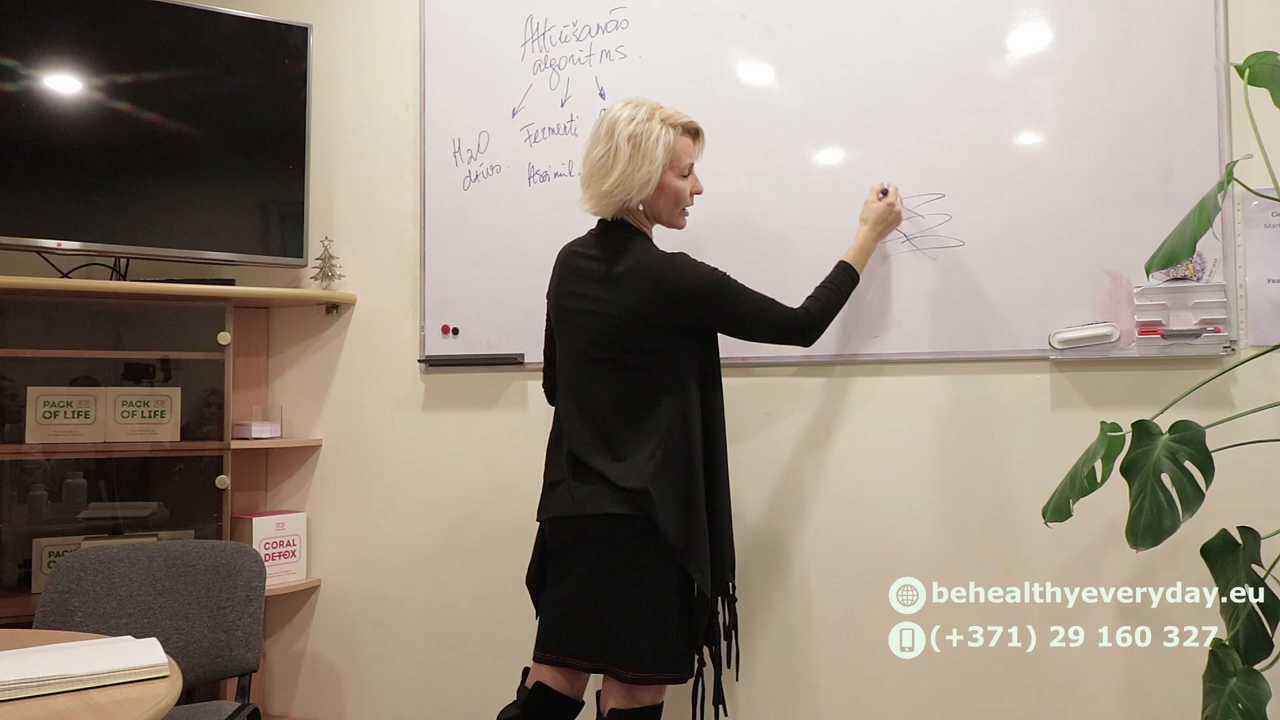 Attīrīšanās
algoritms
H2O
dzīvo.
Fermenti
Asimil.
PACK
OF LIFE
PACK
OF LIFE
CORAL
DETOX
behealthyeveryday.eu
(+371) 29 160 327